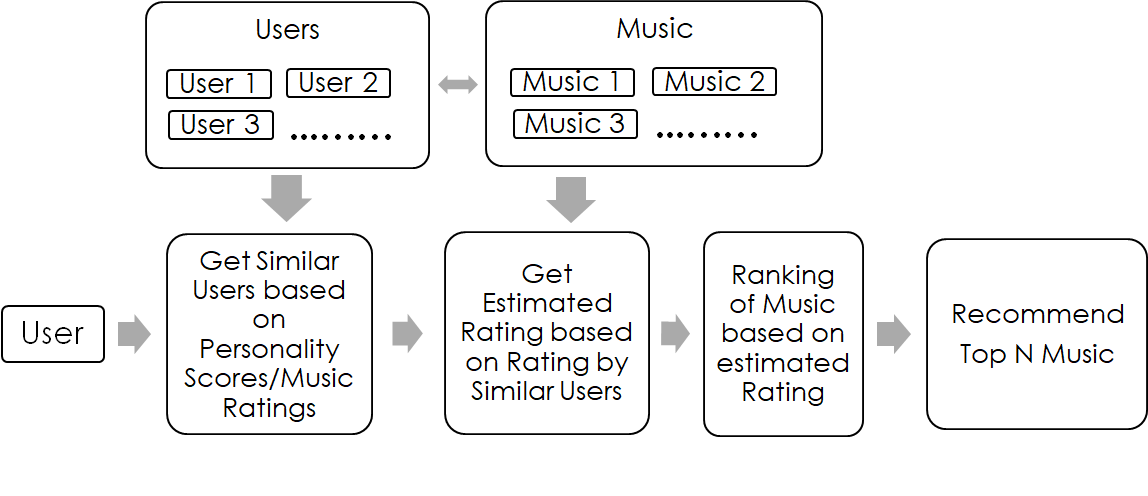 Users
User 1
User 2
User 3
.........
Music
Music 1
Music 2
Music 3
.........
User
Get Similar
Users based
on
Personality
Scores/Music
Ratings
Get
Estimated
Rating based
on Rating by
Similar Users
Ranking
of Music
based on
estimated
Rating
Recommend
Top N Music